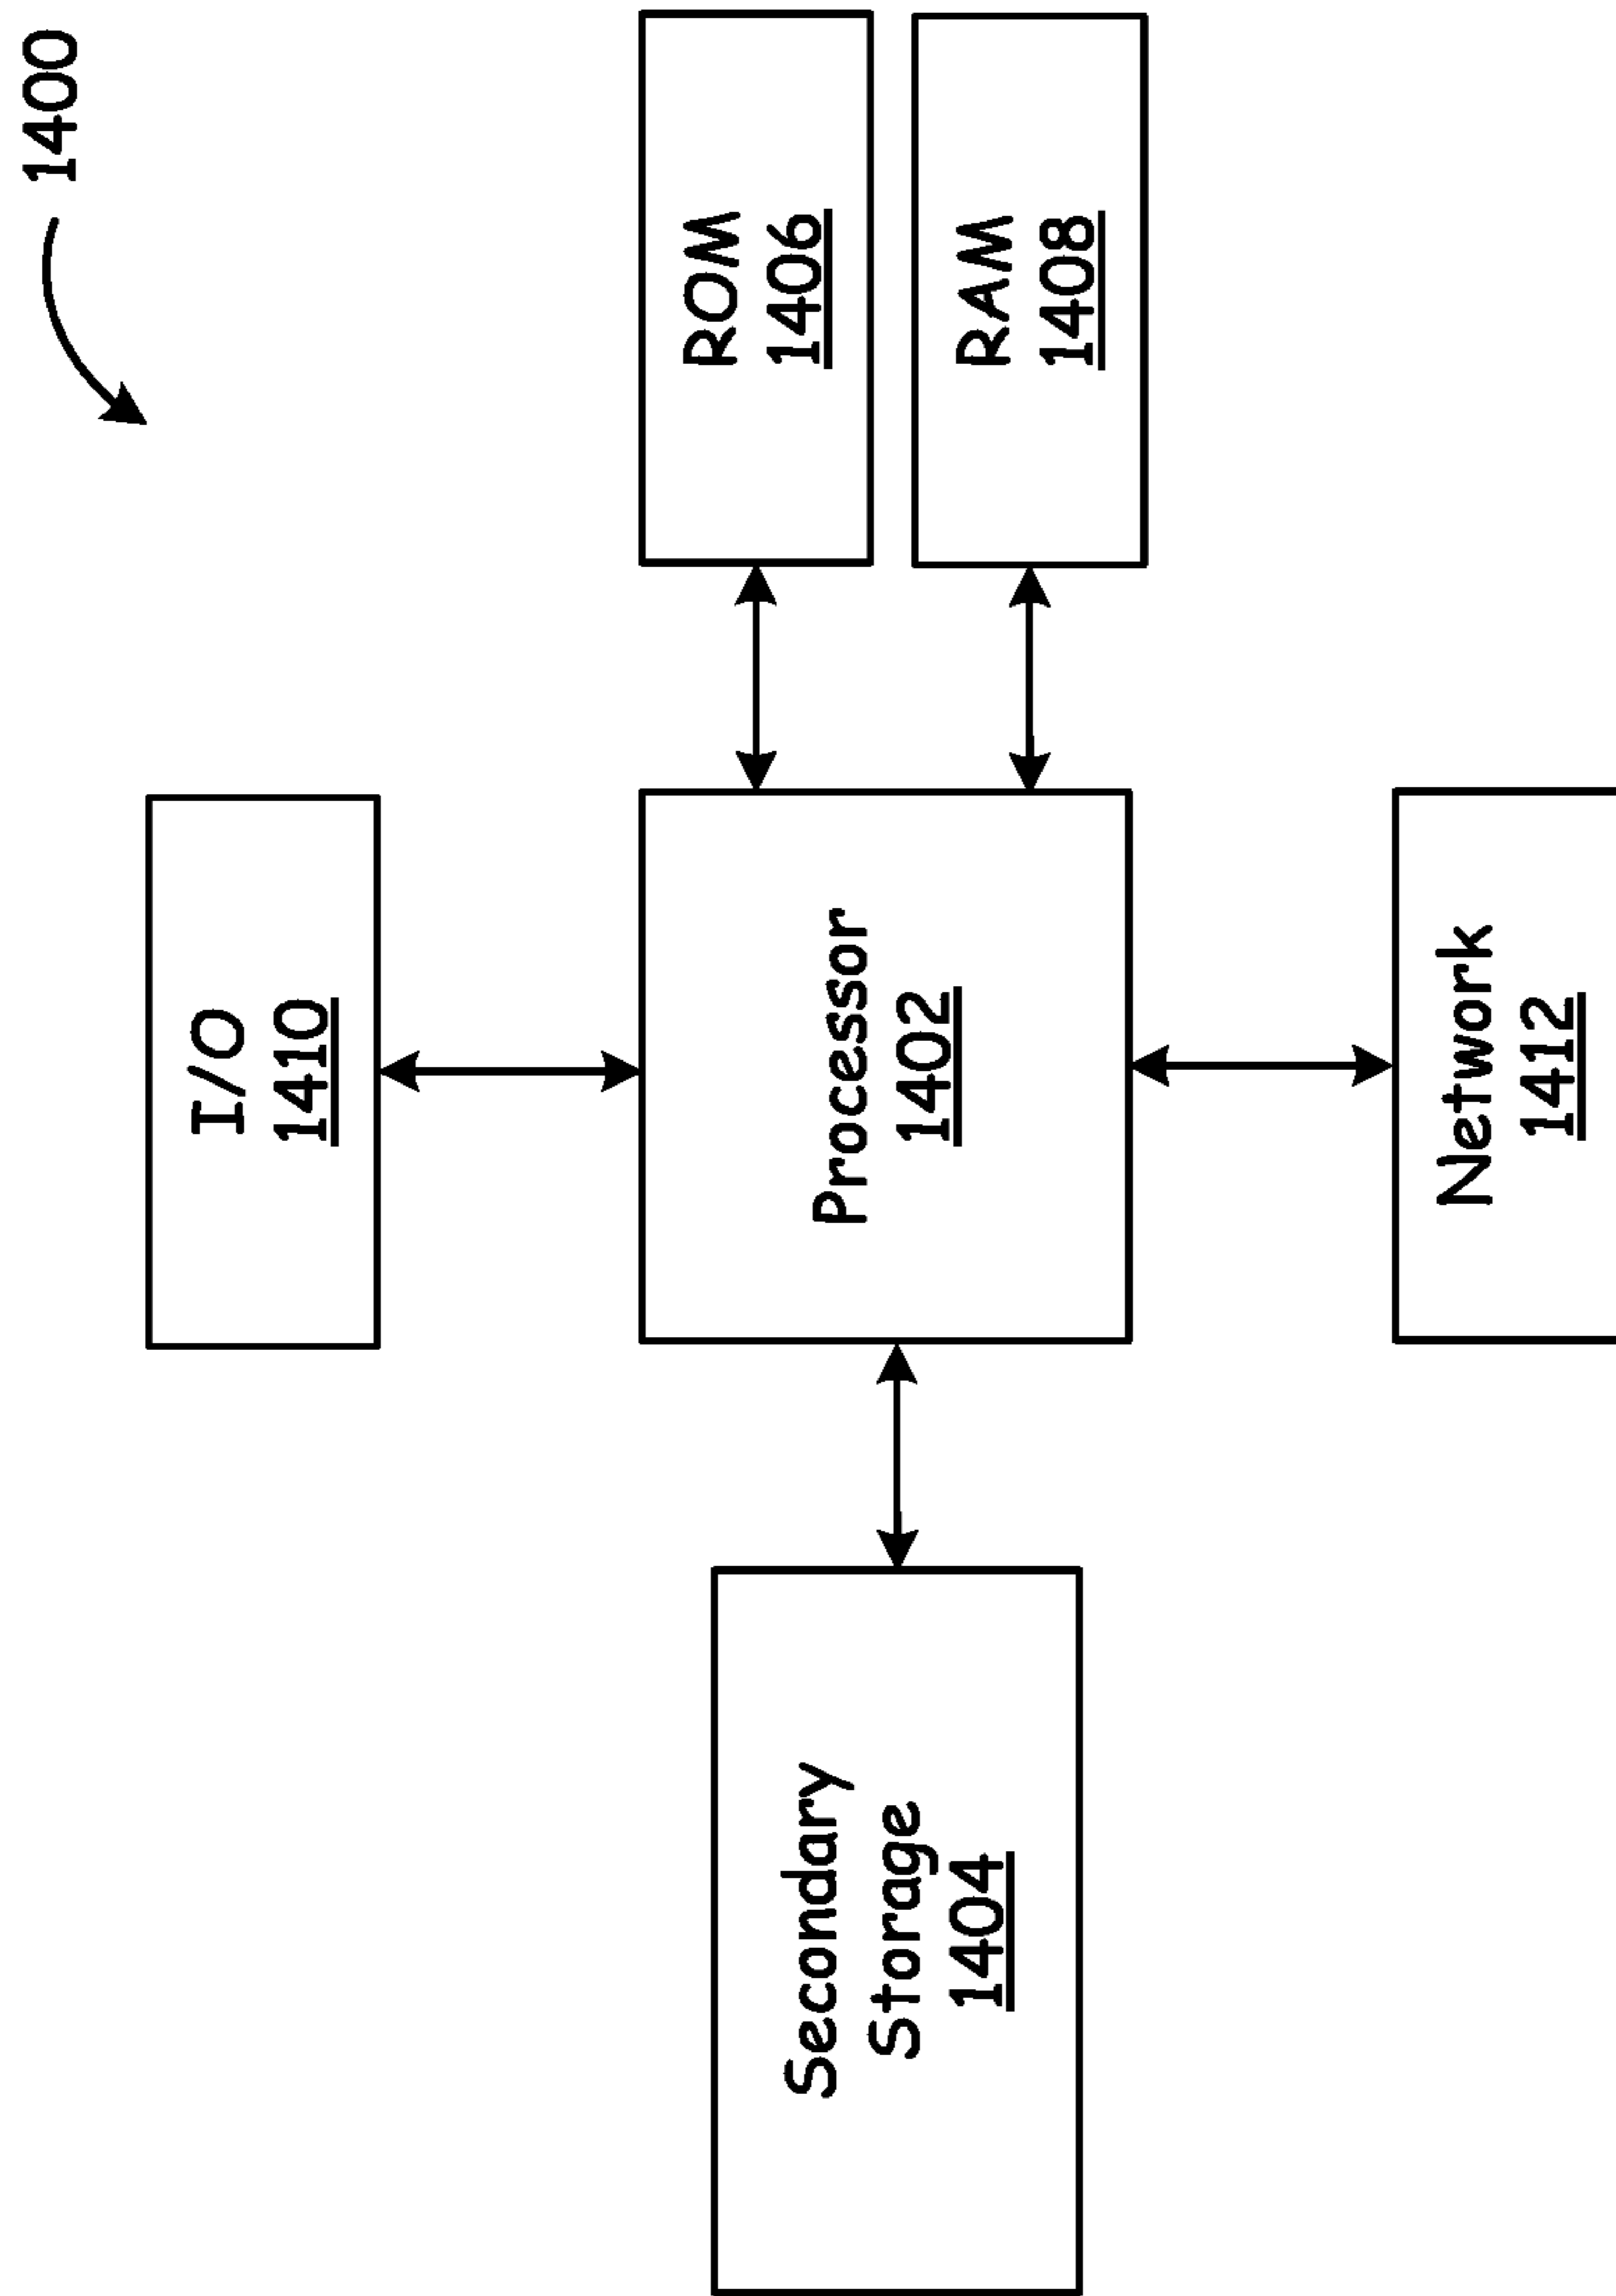 1400
I/O
1410
Secondary
Storage
1404
Processor
1402
ROM
1406
RAM
1408
Network
1412